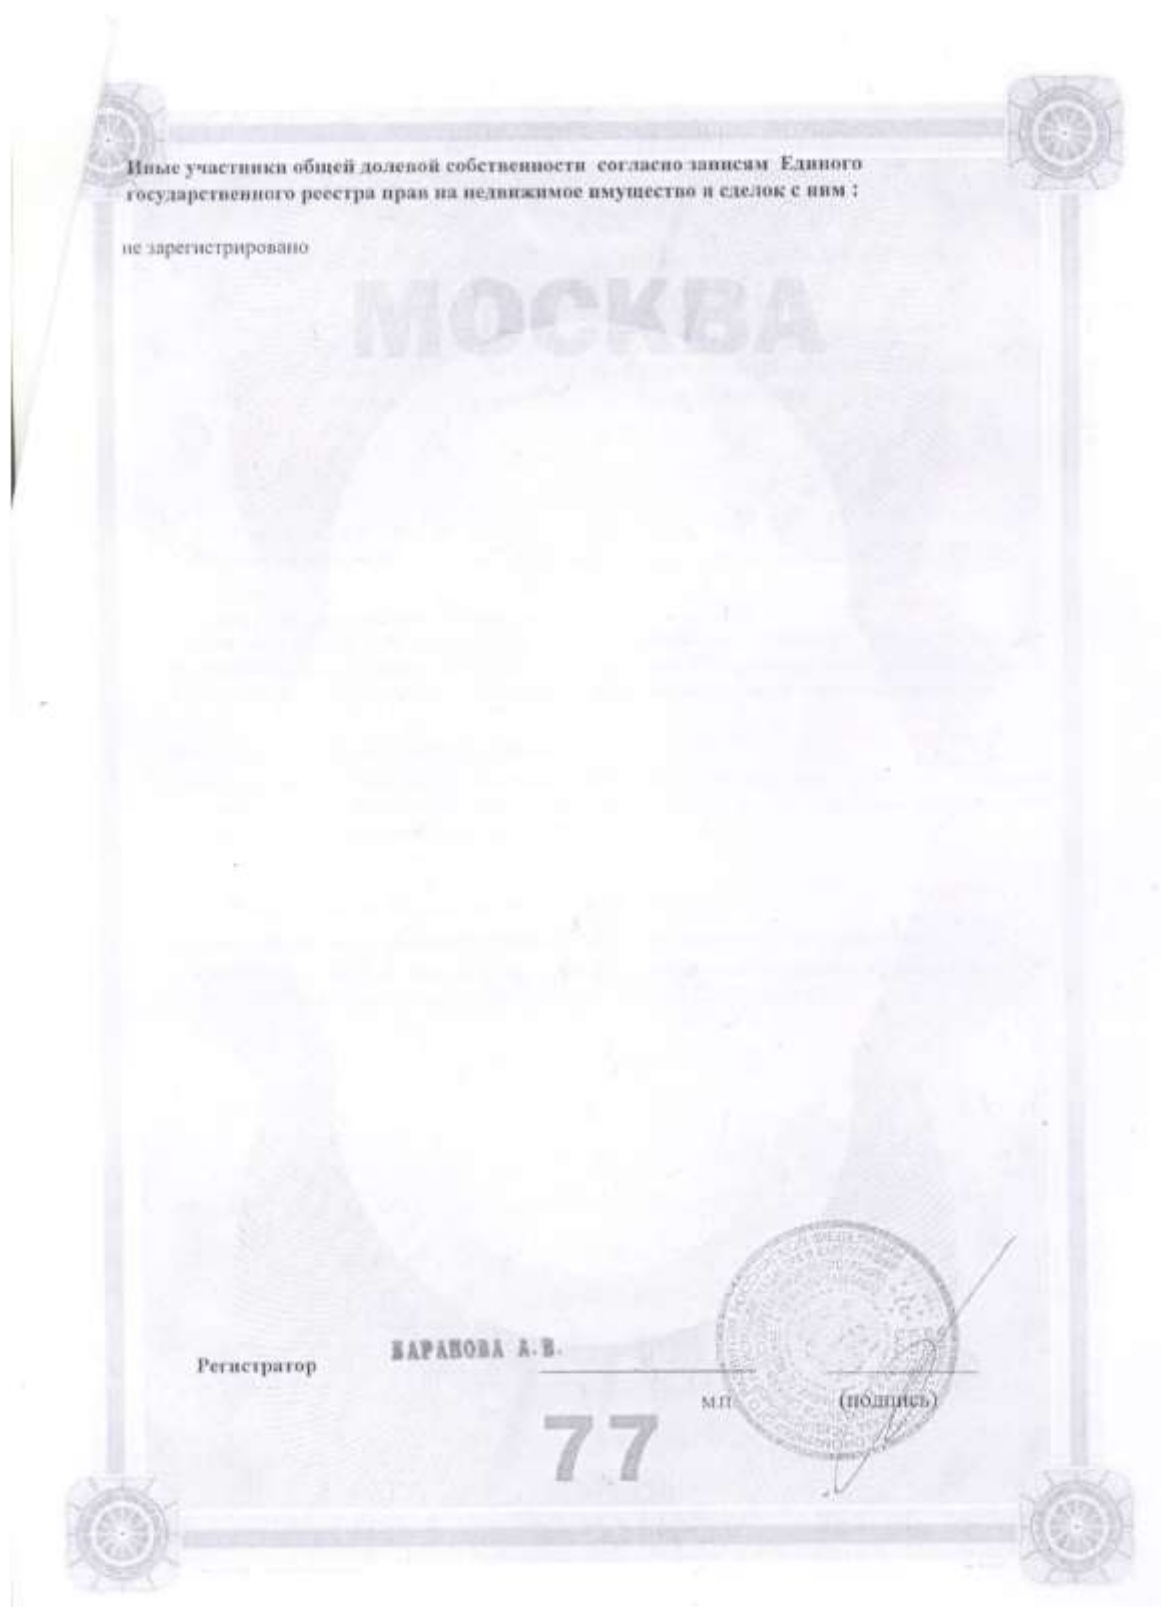 Иные участники общей долевой собственности согласно записям Единого
государственного реестра прав на недвижимое имущество и сделок с ним :
не зарегистрировано
МОСКВА
БАРАНОВА А.В.
Регистратор
М.П.
(подпись)
77